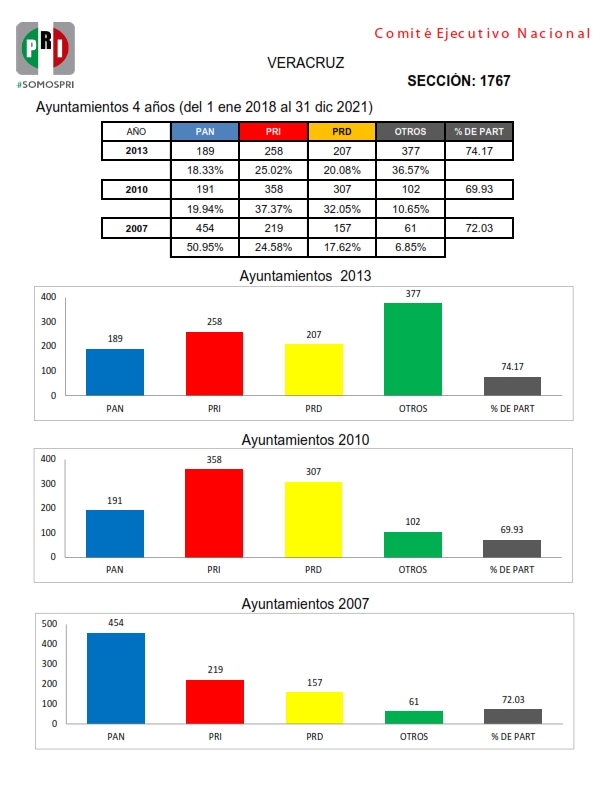 Comité Ejecutivo Nacional
PRI
#SOMOSPRI
VERACRUZ
SECCIÓN: 1767
Ayuntamientos 4 años (del 1 ene 2018 al 31 dic 2021)
AÑO PAN PRI PRD OTROS % DE PART
2013 189 258 207 377 74.17
18.33% 25.02% 20.08% 36.57%
2010 191 358 307 102 69.93
19.94% 37.37% 32.05% 10.65%
2007 454 219 157 61 72.03
50.95% 24.58% 17.62% 6.85%
Ayuntamientos 2013
400
300
200
100
0
189 258 207 377 74.17
PAN PRI PRD OTROS % DE PART
Ayuntamientos 2010
400
300
200
100
0
191 358 307 102 69.93
PAN PRI PRD OTROS % DE PART
Ayuntamientos 2007
500
400
300
200
100
0
454 219 157 61 72.03
PAN PRI PRD OTROS % DE PART